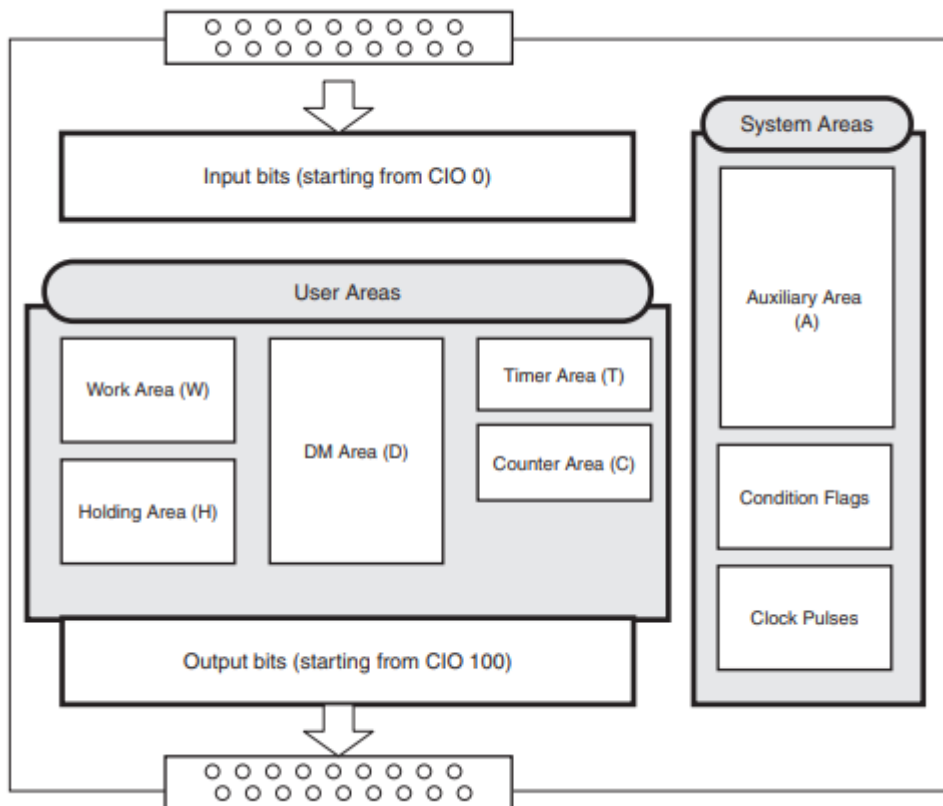 Input bits (starting from CIO 0)
System Areas
Auxiliary Area
(A)
Condition Flags
Clock Pulses
User Areas
Work Area (W)
Holding Area (H)
DM Area (D)
Timer Area (T)
Counter Area (C)
Output bits (starting from CIO 100)